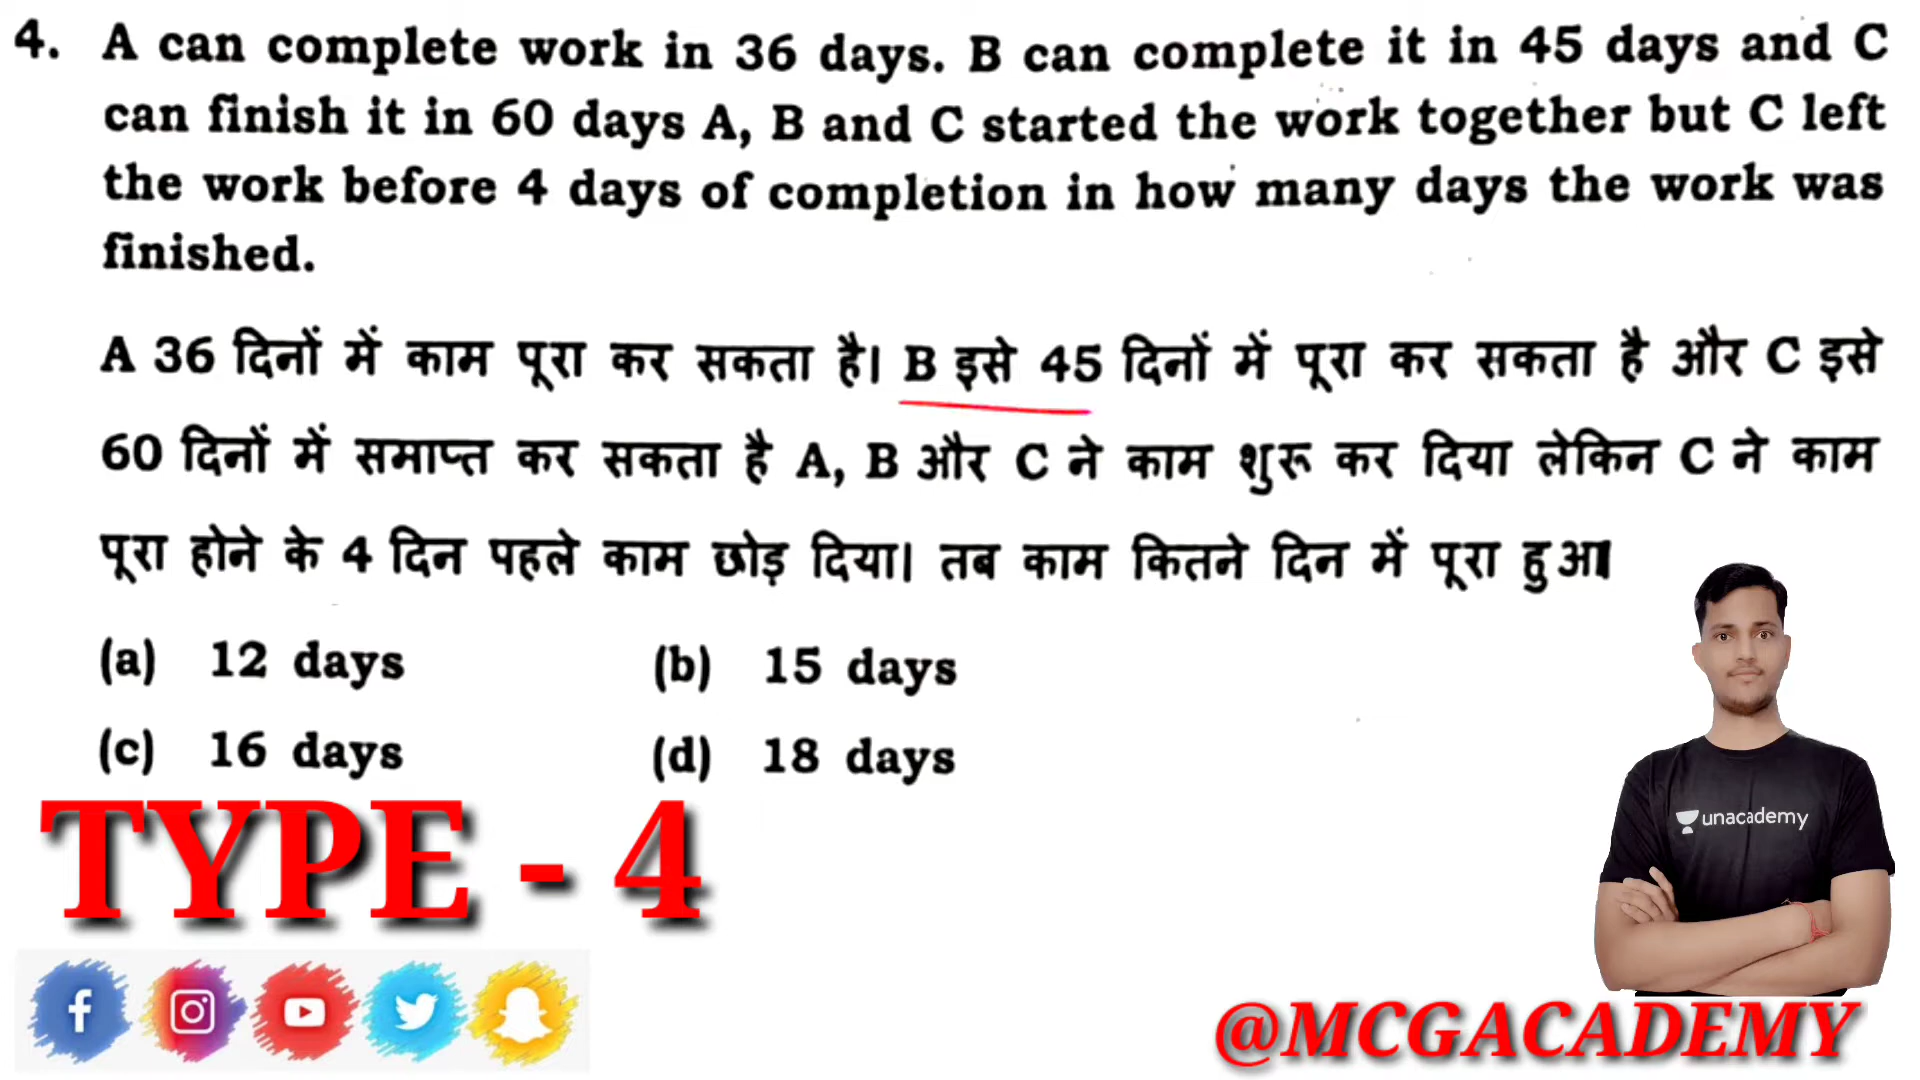 4. A can complete work in 36 days. B can complete it in 45 days and C
can finish it in 60 days A, B and C started the work together but C left
the work before 4 days of completion in how many days the work was
finished.
A 36 दिनों में काम पूरा कर सकता है। B इसे 45 दिनों में पूरा कर सकता है और C इसे
60 दिनों में समाप्त कर सकता है A, B और C ने काम शुरू कर दिया लेकिन C ने काम
पूरा होने के 4 दिन पहले काम छोड़ दिया। तब काम कितने दिन में पूरा हुआ
(a) 12 days (b) 15 days
(c) 16 days (d) 18 days
TYPE - 4
unacademy
@MCGACADEMY